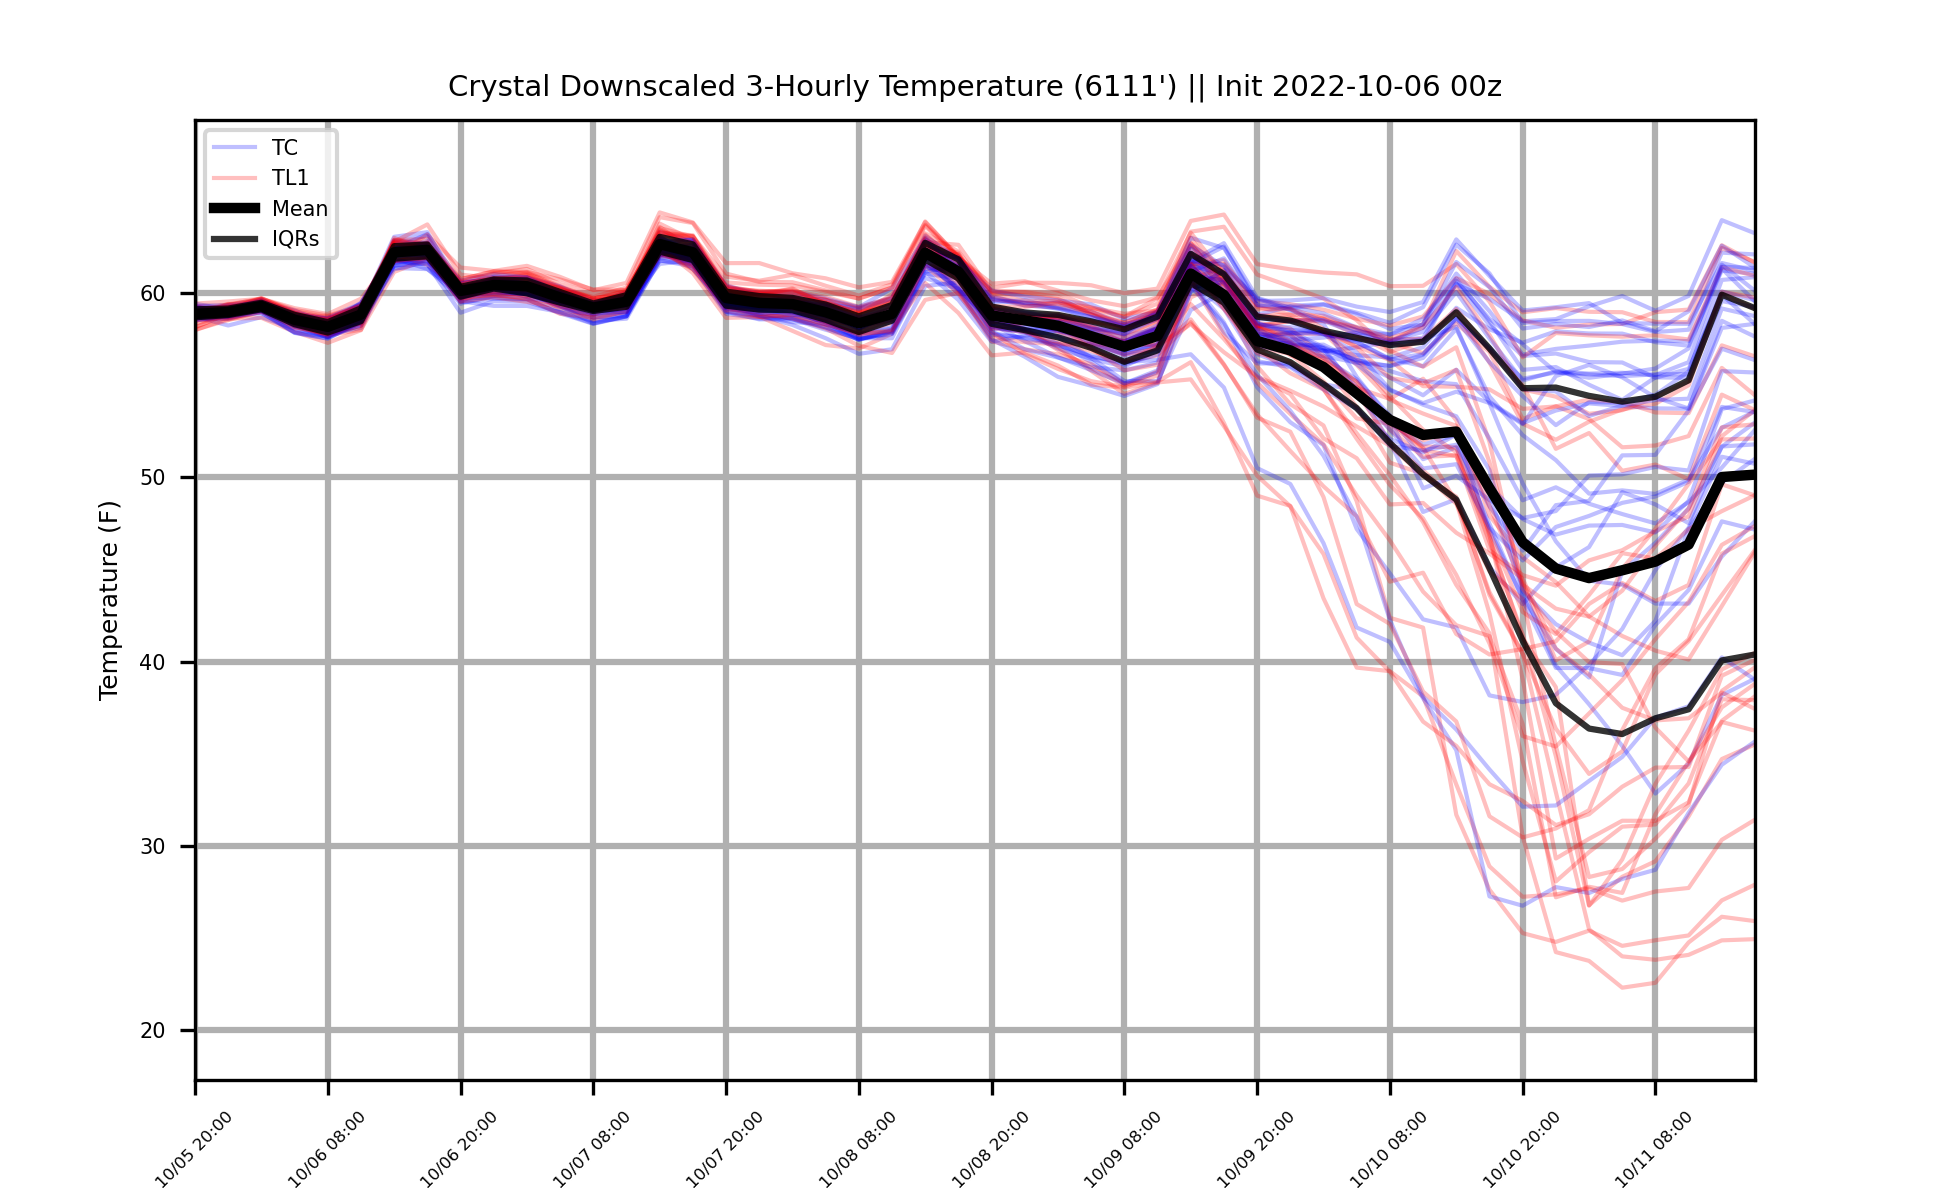 Crystal Downscaled 3-Hourly Temperature (6111') || Init 2022-10-06 00z
TC
TL1
Mean
IQRs
Temperature (F)
60
50
40
30
20
10/05 20:00
10/06 08:00
10/06 20:00
10/07 08:00
10/07 20:00
10/08 08:00
10/08 20:00
10/09 08:00
10/09 20:00
10/10 08:00
10/10 20:00
10/11 08:00